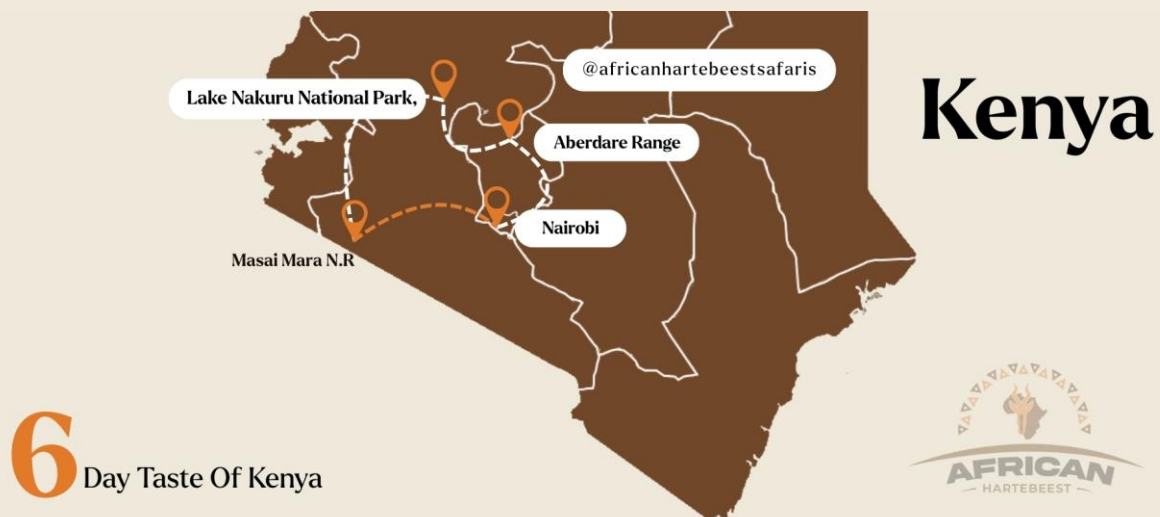 @africanhartebeestsafaris
Kenya
Lake Nakuru National Park,
Aberdare Range
Nairobi
Masai Mara N.R
6 Day Taste Of Kenya
AFRICAN
HARTEBEEST